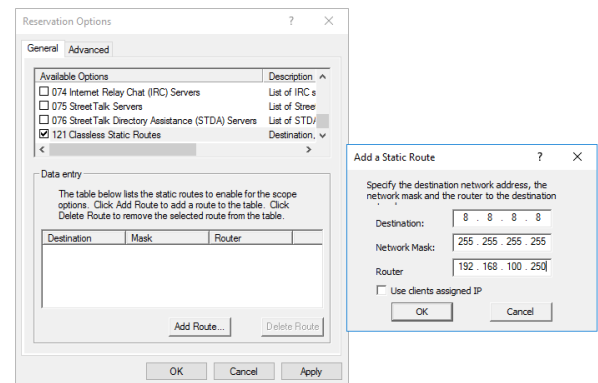 Reservation Options
General Advanced
Available Options Description
074 Internet Relay Chat (IRC) Servers List of IRC s
075 StreetTalk Servers List of Stree
076 StreetTalk Directory Assistance (STDA) Servers List of STDA
121 Classless Static Routes Destination,
Data entry
The table below lists the static routes to enable for the scope
options. Click Add Route to add a route to the table. Click
Delete Route to remove the selected route from the table.
Destination Mask Router
Add Route... Delete Route
OK Cancel Apply
Add a Static Route
Specify the destination network address, the
network mask and the router to the destination
Destination: 8 . 8 . 8 . 8
Network Mask: 255 . 255 . 255 . 255
Router 192 . 168 . 100 . 250
Use clients assigned IP
OK Cancel